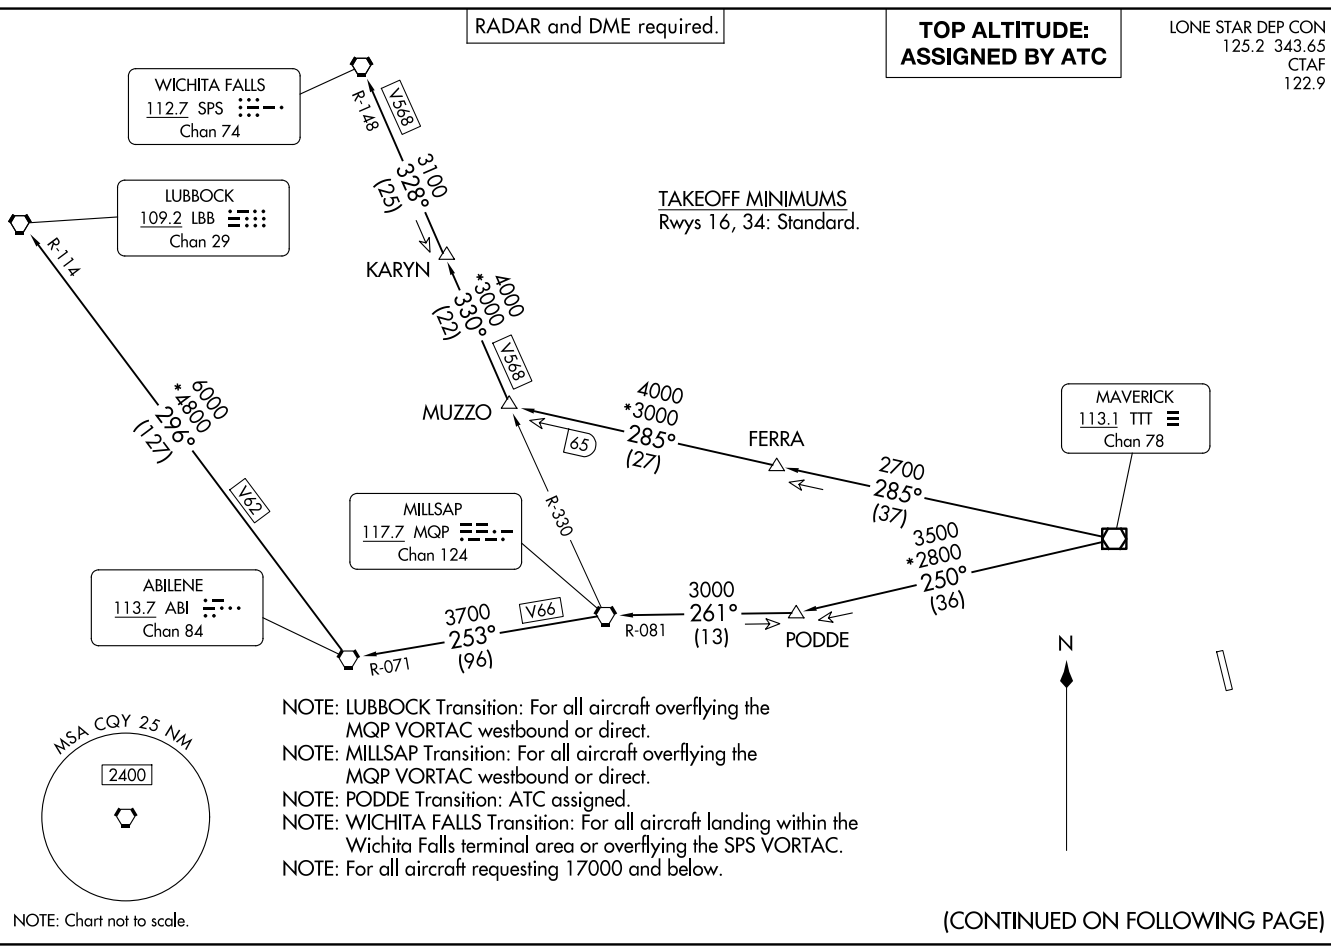 RADAR and DME required.
TOP ALTITUDE:
ASSIGNED BY ATC
LONE STAR DEP CON
125.2 343.65
CTAF
122.9
WICHITA FALLS
112.7 SPS
Chan 74
R-148
V568
3100
328°
(25)
LUBBOCK
109.2 LBB
Chan 29
R-114
TAKEOFF MINIMUMS
Rwys 16, 34: Standard.
KARYN
4000
*3000
330°
(22)
V568
6000
*4800
296°
(127)
V62
MUZZO
65
4000
*3000
285°
(27)
FERRA
MAVERICK
113.1 TTT
Chan 78
2700
285°
(37)
R-330
MILLSAP
117.7 MQP
Chan 124
3500
*2800
250°
(36)
ABILENE
113.7 ABI
Chan 84
R-071
3700
253°
(96)
V66
R-081
3000
261°
(13)
PODDE
N
MSA CQY 25 NM
2400
NOTE: LUBBOCK Transition: For all aircraft overflying the
MQP VORTAC westbound or direct.
NOTE: MILLSAP Transition: For all aircraft overflying the
MQP VORTAC westbound or direct.
NOTE: PODDE Transition: ATC assigned.
NOTE: WICHITA FALLS Transition: For all aircraft landing within the
Wichita Falls terminal area or overflying the SPS VORTAC.
NOTE: For all aircraft requesting 17000 and below.
NOTE: Chart not to scale.
(CONTINUED ON FOLLOWING PAGE)